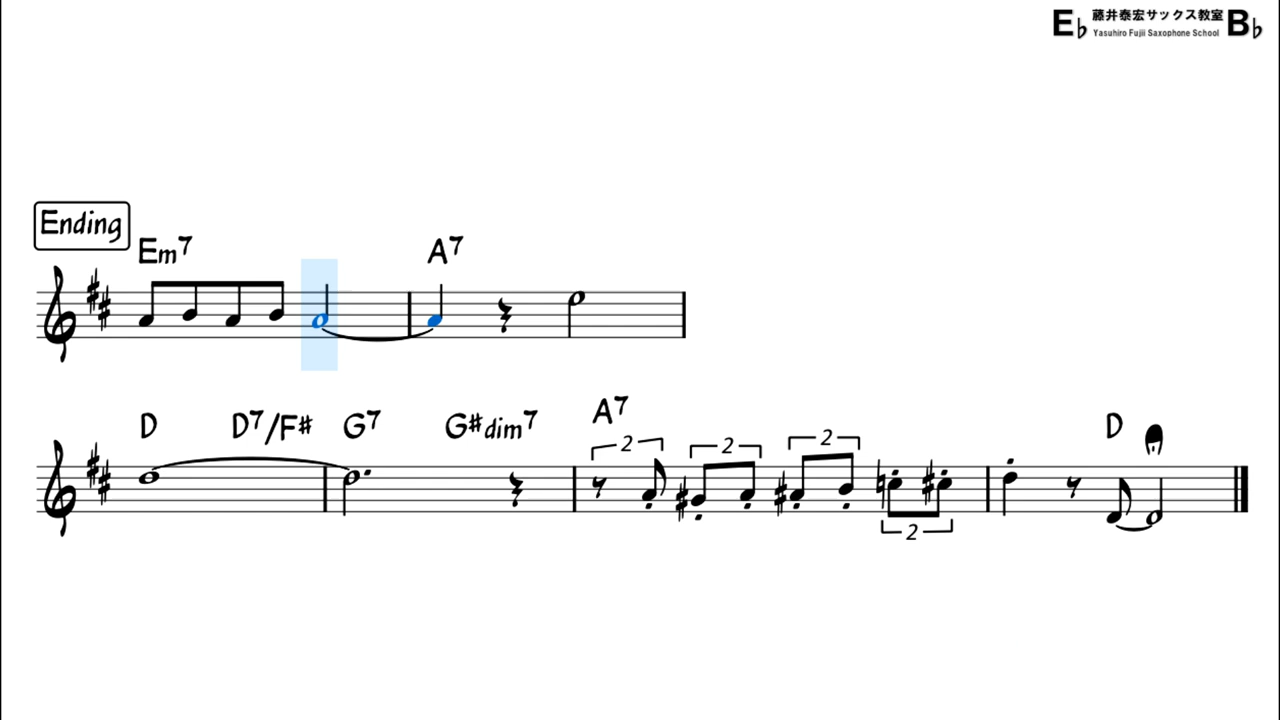 E♭ 藤井泰宏サックス教室 B♭
Yasuhiro Fujii Saxophone School
Ending
Em7 A7
D D7/F# G7 G#dim7 A7 D
2 2 2
2